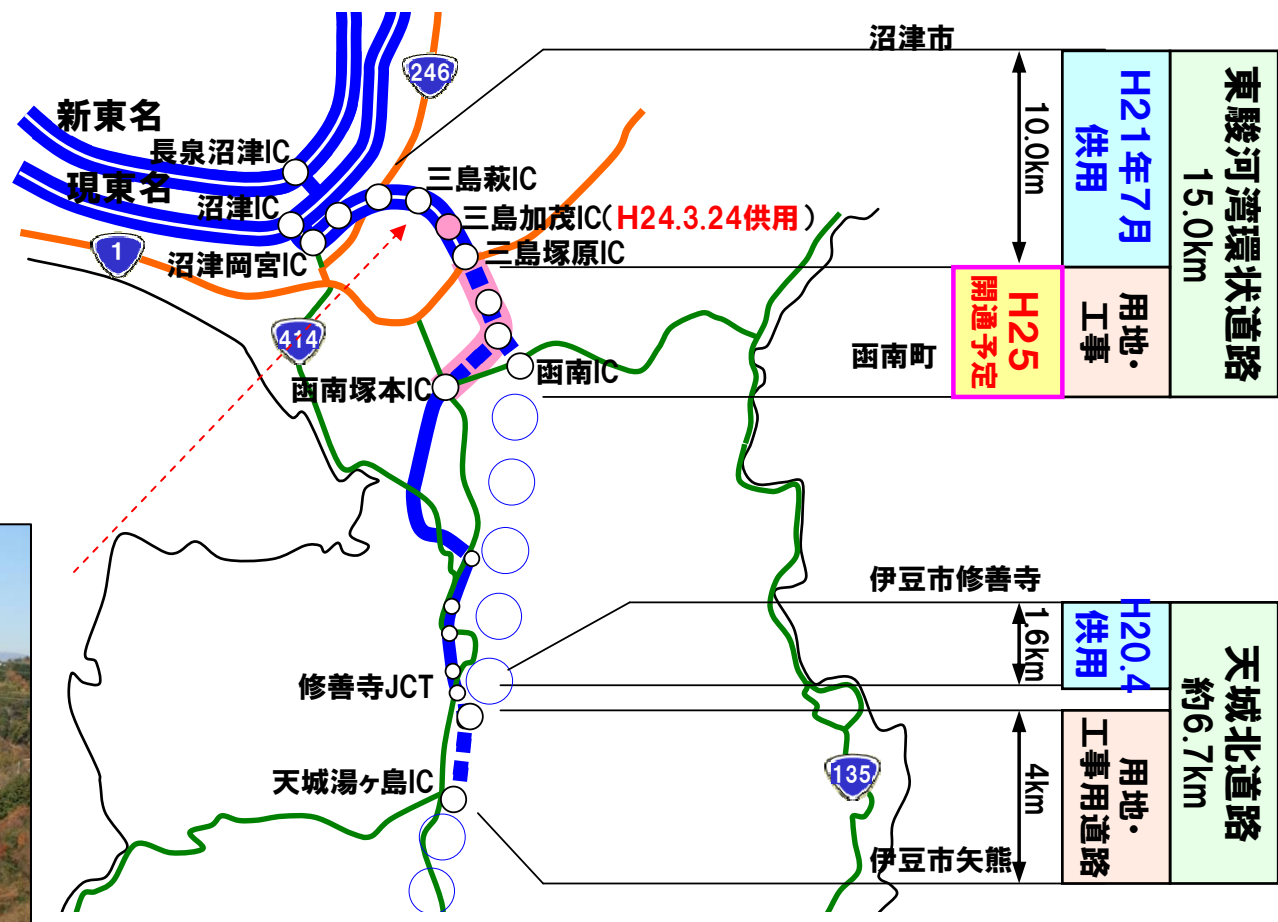 沼津市
246
新東名
長泉沼津IC
現東名
沼津IC
三島萩IC
三島加茂IC(H24.3.24供用)
三島塚原IC
1
沼津岡宮IC
414
函南町
函南IC
函南塚本IC
伊豆市修善寺
修善寺JCT
天城湯ヶ島IC
135
伊豆市矢熊
東駿河湾環状道路
15.0km
H21年7月
供用
10.0km
用地・
工事
H25
開通予定
天城北道路
約6.7km
H20.4
供用
1.6km
用地・
工事用道路
4km